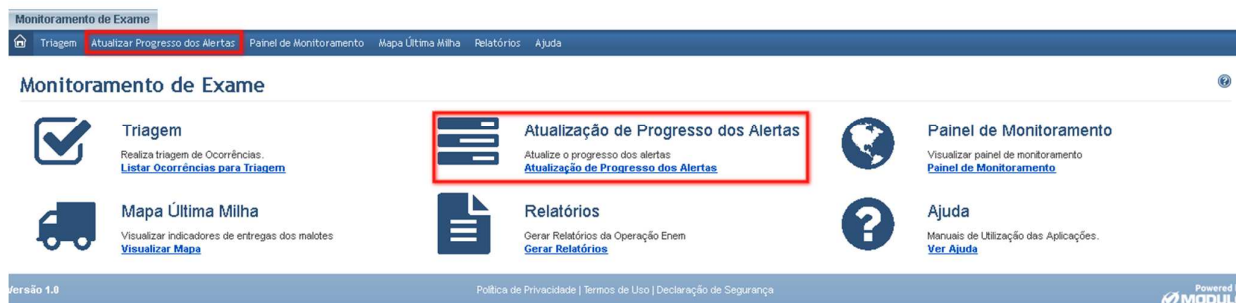 Monitoramento de Exame
Triagem Atualizar Progresso dos Alertas Painel de Monitoramento Mapa Última Milha Relatórios Ajuda
Monitoramento de Exame
Triagem
Realiza triagem de Ocorrências.
Listar Ocorrências para Triagem
Atualização de Progresso dos Alertas
Atualize o progresso dos alertas
Atualização de Progresso dos Alertas
Painel de Monitoramento
Visualizar painel de monitoramento
Painel de Monitoramento
Mapa Última Milha
Visualizar indicadores de entregas dos malotes
Visualizar Mapa
Relatórios
Gerar Relatórios da Operação Enem
Gerar Relatórios
Ajuda
Manuais de Utilização das Aplicações.
Ver Ajuda
Versão 1.0 Política de Privacidade | Termos de Uso | Declaração de Segurança Powered
MODULO